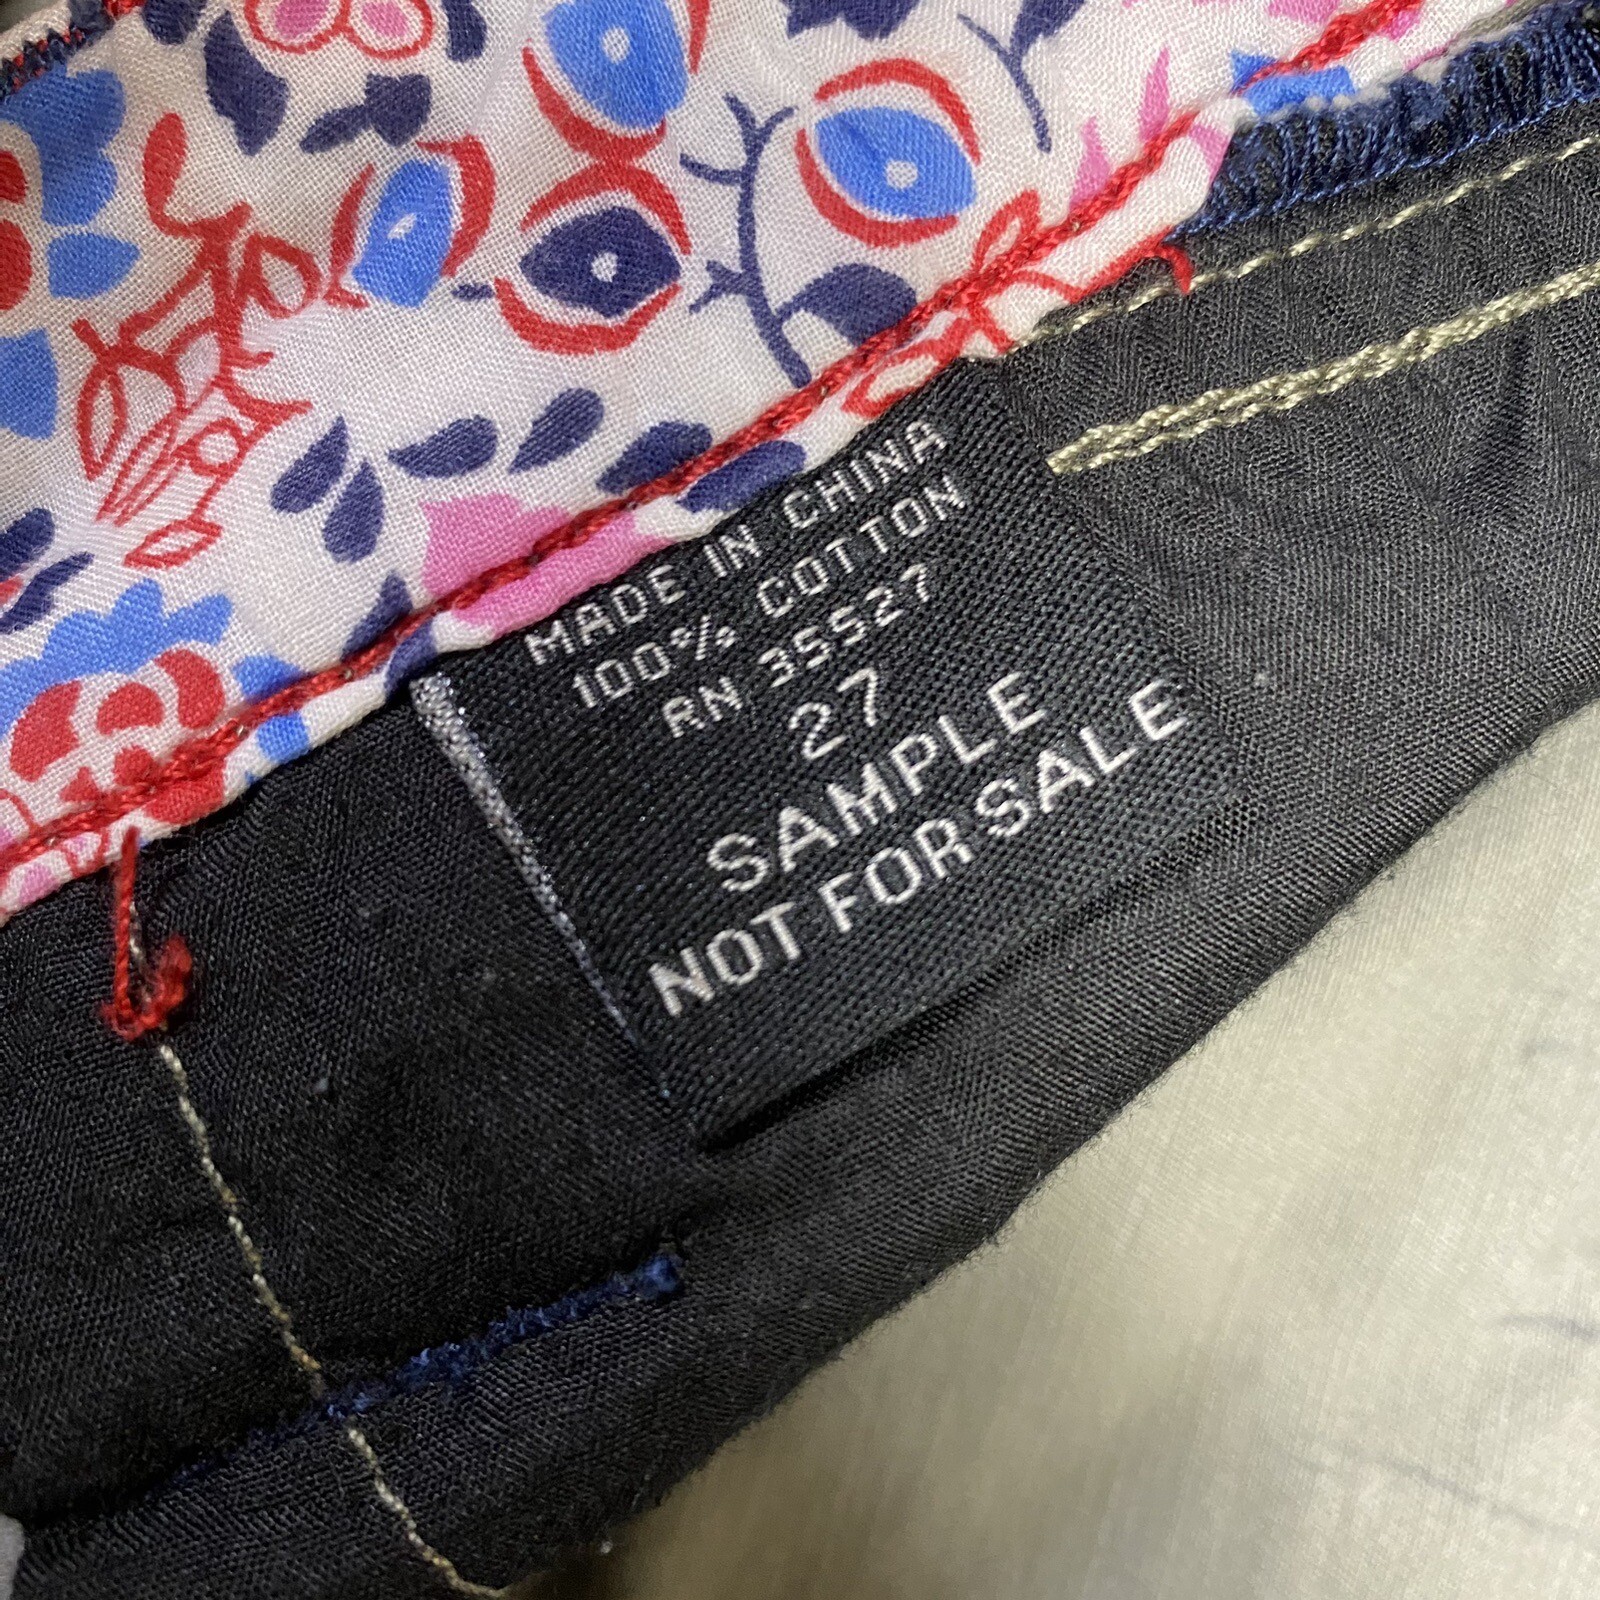 MADE IN CHINA
100% COTTON
RN 35527
27
SAMPLE
NOT FOR SALE